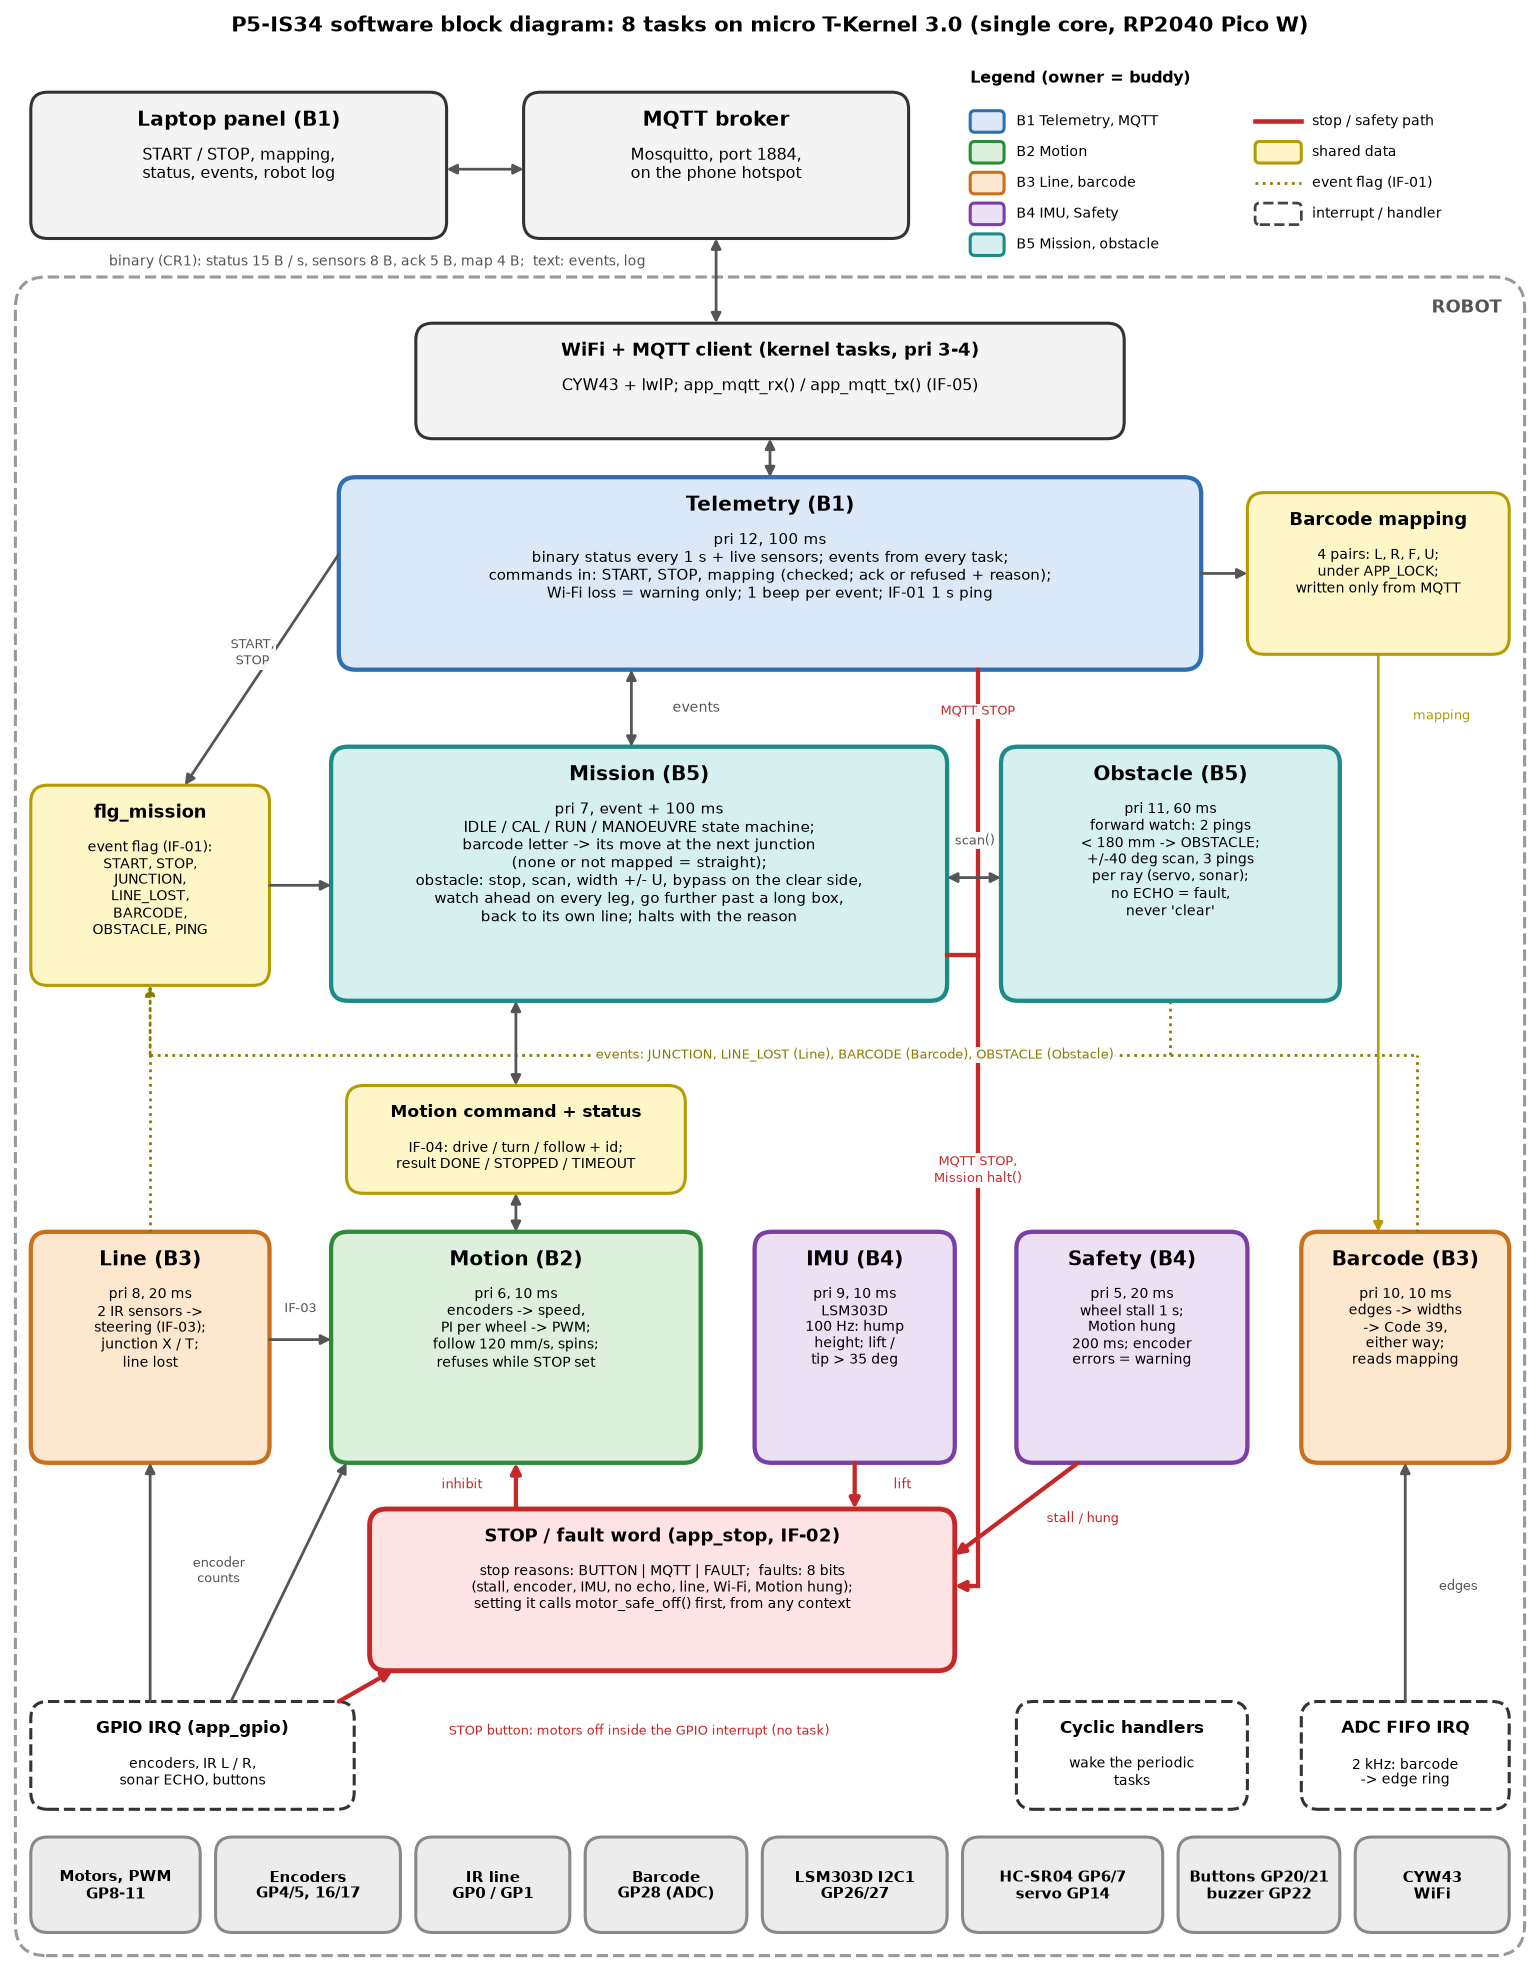 P5-IS34 software block diagram: 8 tasks on micro T-Kernel 3.0 (single core, RP2040 Pico W)
Legend (owner = buddy)
B1 Telemetry, MQTT
B2 Motion
B3 Line, barcode
B4 IMU, Safety
B5 Mission, obstacle
stop / safety path
shared data
event flag (IF-01)
interrupt / handler
Laptop panel (B1)
START / STOP, mapping,
status, events, robot log
MQTT broker
Mosquitto, port 1884,
on the phone hotspot
binary (CR1): status 15 B / s, sensors 8 B, ack 5 B, map 4 B;  text: events, log
ROBOT
WiFi + MQTT client (kernel tasks, pri 3-4)
CYW43 + lwIP; app_mqtt_rx() / app_mqtt_tx() (IF-05)
Telemetry (B1)
pri 12, 100 ms
binary status every 1 s + live sensors; events from every task;
commands in: START, STOP, mapping (checked; ack or refused + reason);
Wi-Fi loss = warning only; 1 beep per event; IF-01 1 s ping
Barcode mapping
4 pairs: L, R, F, U;
under APP_LOCK;
written only from MQTT
START,
STOP
events
MQTT STOP
mapping
flg_mission
event flag (IF-01):
START, STOP,
JUNCTION,
LINE_LOST,
BARCODE,
OBSTACLE, PING
Mission (B5)
pri 7, event + 100 ms
IDLE / CAL / RUN / MANOEUVRE state machine;
barcode letter -> its move at the next junction
(none or not mapped = straight);
obstacle: stop, scan, width +/- U, bypass on the clear side,
watch ahead on every leg, go further past a long box,
back to its own line; halts with the reason
scan()
Obstacle (B5)
pri 11, 60 ms
forward watch: 2 pings
< 180 mm -> OBSTACLE;
+/-40 deg scan, 3 pings
per ray (servo, sonar);
no ECHO = fault,
never 'clear'
events: JUNCTION, LINE_LOST (Line), BARCODE (Barcode), OBSTACLE (Obstacle)
Motion command + status
IF-04: drive / turn / follow + id;
result DONE / STOPPED / TIMEOUT
MQTT STOP,
Mission halt()
Line (B3)
pri 8, 20 ms
2 IR sensors ->
steering (IF-03);
junction X / T;
line lost
IF-03
Motion (B2)
pri 6, 10 ms
encoders -> speed,
PI per wheel -> PWM;
follow 120 mm/s, spins;
refuses while STOP set
IMU (B4)
pri 9, 10 ms
LSM303D
100 Hz: hump
height; lift /
tip > 35 deg
Safety (B4)
pri 5, 20 ms
wheel stall 1 s;
Motion hung
200 ms; encoder
errors = warning
Barcode (B3)
pri 10, 10 ms
edges -> widths
-> Code 39,
either way;
reads mapping
inhibit
lift
stall / hung
STOP / fault word (app_stop, IF-02)
stop reasons: BUTTON | MQTT | FAULT;  faults: 8 bits
(stall, encoder, IMU, no echo, line, Wi-Fi, Motion hung);
setting it calls motor_safe_off() first, from any context
encoder
counts
edges
GPIO IRQ (app_gpio)
encoders, IR L / R,
sonar ECHO, buttons
STOP button: motors off inside the GPIO interrupt (no task)
Cyclic handlers
wake the periodic
tasks
ADC FIFO IRQ
2 kHz: barcode
-> edge ring
Motors, PWM
GP8-11
Encoders
GP4/5, 16/17
IR line
GP0 / GP1
Barcode
GP28 (ADC)
LSM303D I2C1
GP26/27
HC-SR04 GP6/7
servo GP14
Buttons GP20/21
buzzer GP22
CYW43
WiFi